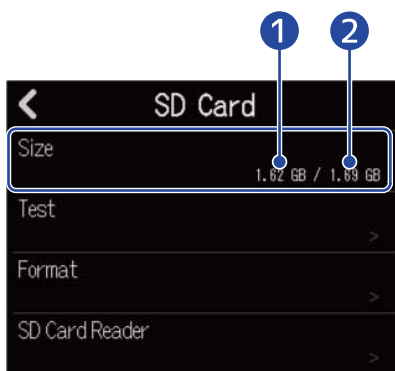 1 2
< SD Card
Size
1.62 GB / 1.69 GB
Test
>
Format
>
SD Card Reader
>